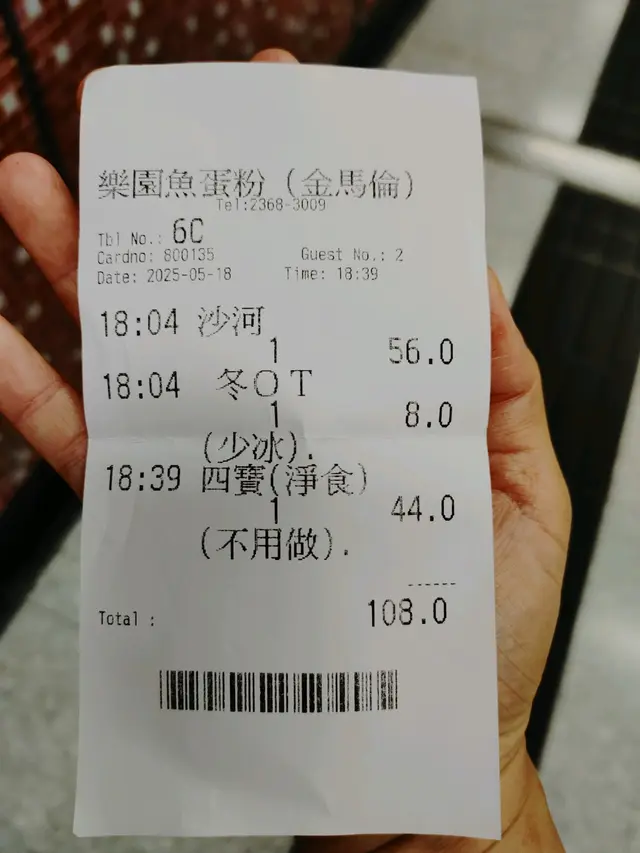 樂園魚蛋粉 (金馬倫)
Tel:2368-3009
Tbl No.: 6C
Cardno: 800135 Guest No.: 2
Date: 2025-05-18 Time: 18:39
18:04 沙河
1 56.0
18:04 冬OT
1 8.0
(少冰).
18:39 四寶(淨食)
1 44.0
(不用做).
------
Total : 108.0